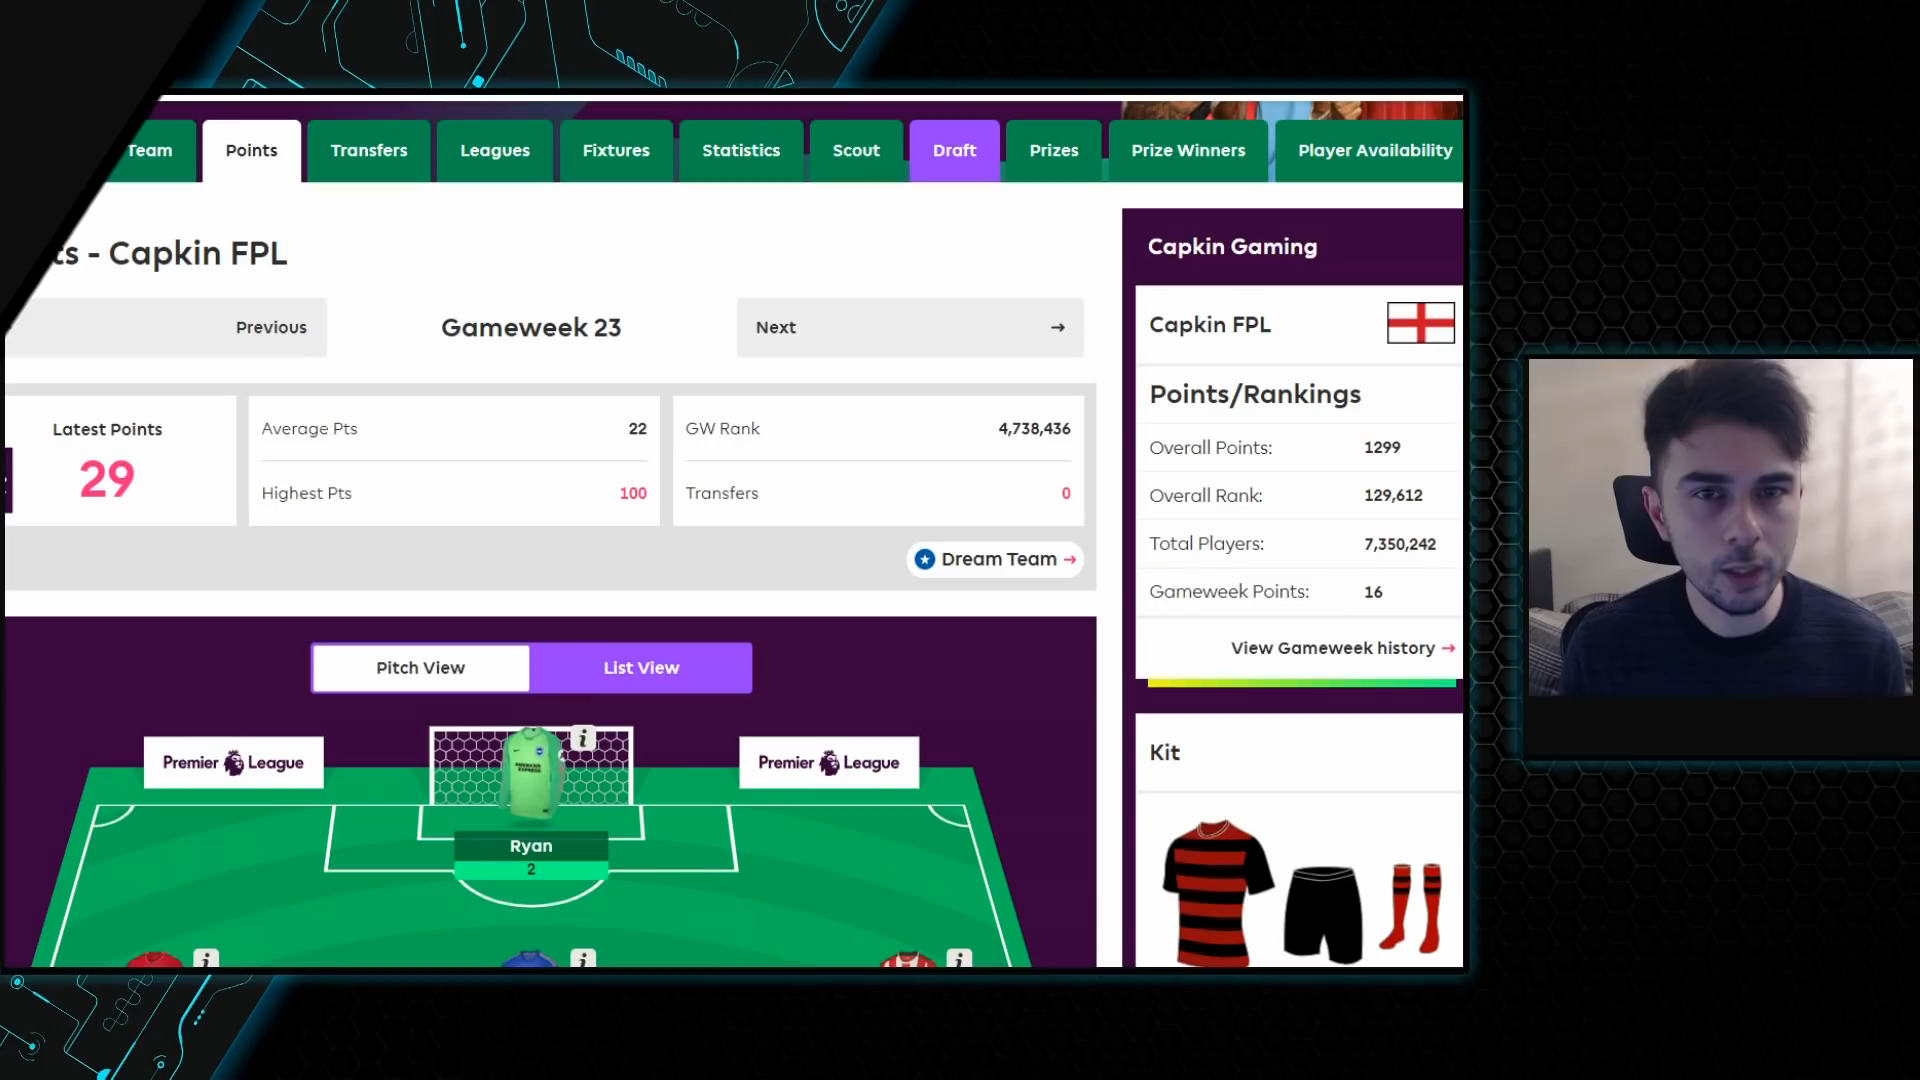 Team
Points
Transfers
Leagues
Fixtures
Statistics
Scout
Draft
Prizes
Prize Winners
Player Availability
ts - Capkin FPL
Previous
Gameweek 23
Next →
Latest Points
29
Average Pts 22
Highest Pts 100
GW Rank 4,738,436
Transfers 0
Dream Team →
Pitch View
List View
Premier League
Premier League
i
AMERICAN
EXPRESS
Ryan
2
i
i
i
Capkin Gaming
Capkin FPL
Points/Rankings
Overall Points: 1299
Overall Rank: 129,612
Total Players: 7,350,242
Gameweek Points: 16
View Gameweek history →
Kit